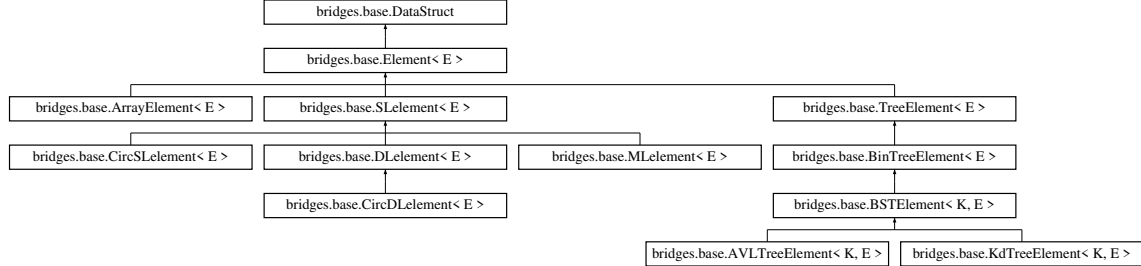 bridges.base.DataStruct
bridges.base.Element< E >
bridges.base.ArrayElement< E >
bridges.base.SLelement< E >
bridges.base.TreeElement< E >
bridges.base.CircSLelement< E >
bridges.base.DLelement< E >
bridges.base.MLelement< E >
bridges.base.BinTreeElement< E >
bridges.base.CircDLelement< E >
bridges.base.BSTElement< K, E >
bridges.base.AVLTreeElement< K, E >
bridges.base.KdTreeElement< K, E >